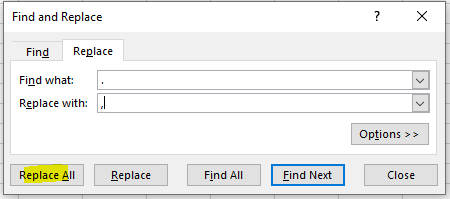 Find and Replace ? ×
Find Replace
Find what: .
Replace with: ,
Options >>
Replace All Replace Find All Find Next Close